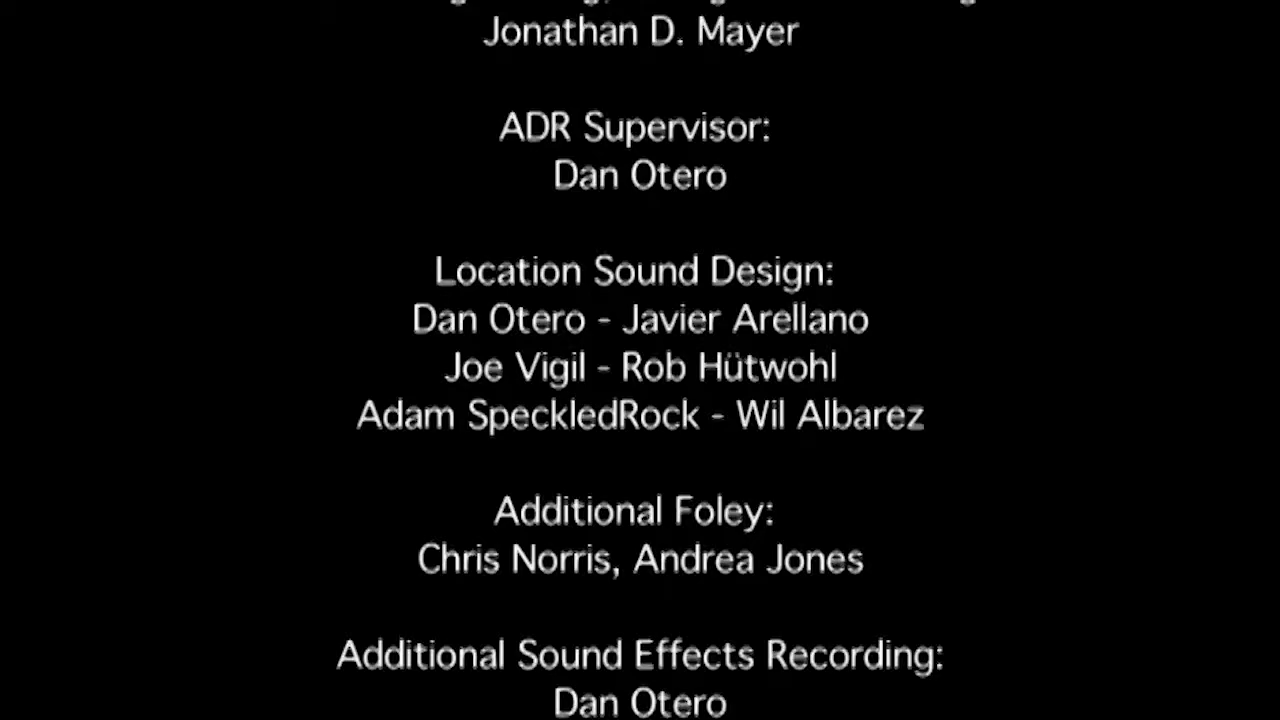 Jonathan D. Mayer
ADR Supervisor:
Dan Otero
Location Sound Design:
Dan Otero - Javier Arellano
Joe Vigil - Rob Hütwohl
Adam SpeckledRock - Wil Albarez
Additional Foley:
Chris Norris, Andrea Jones
Additional Sound Effects Recording:
Dan Otero